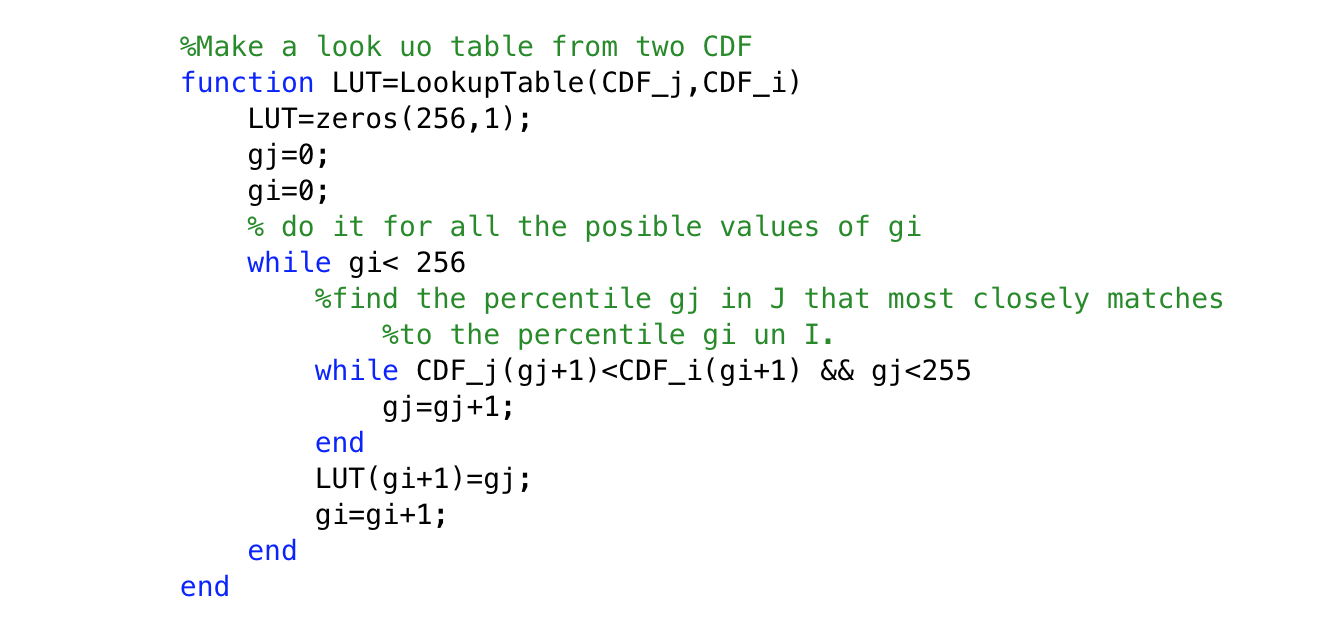 %Make a look uo table from two CDF
function LUT=LookupTable(CDF_j,CDF_i)
LUT=zeros(256,1);
gj=0;
gi=0;
% do it for all the posible values of gi
while gi< 256
%find the percentile gj in J that most closely matches
%to the percentile gi un I.
while CDF_j(gj+1)<CDF_i(gi+1) && gj<255
gj=gj+1;
end
LUT(gi+1)=gj;
gi=gi+1;
end
end